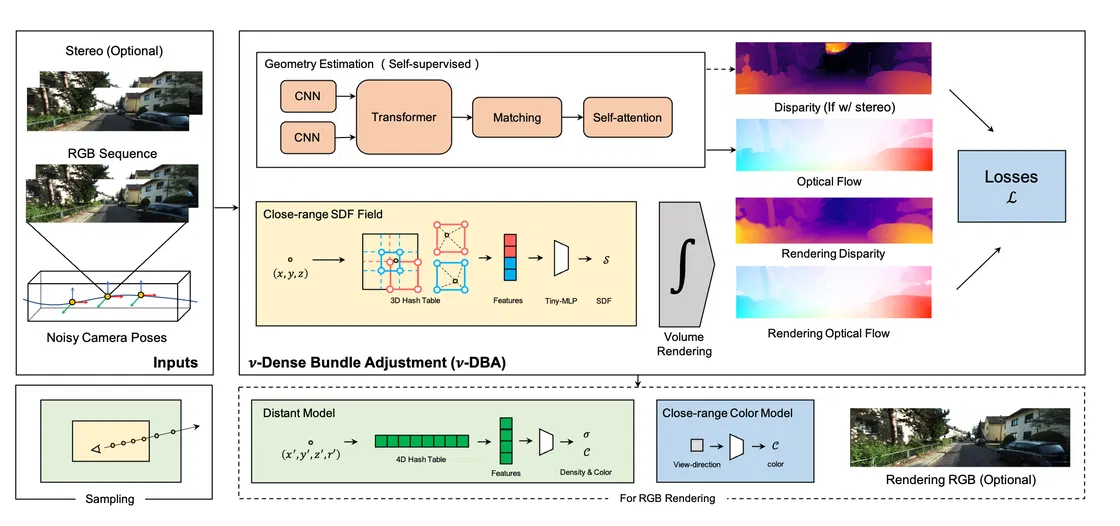 Stereo (Optional)
RGB Sequence
Noisy Camera Poses
Inputs
Geometry Estimation ( Self-supervised )
CNN
CNN
Transformer
Matching
Self-attention
Disparity (If w/ stereo)
Optical Flow
Rendering Disparity
Rendering Optical Flow
Losses
ℒ
Close-range SDF Field
(x, y, z)
3D Hash Table
Features
Tiny-MLP
𝒮
SDF
∫
Volume
Rendering
ν-Dense Bundle Adjustment (ν-DBA)
Sampling
Distant Model
(x′, y′, z′, r′)
4D Hash Table
Features
σ
𝒞
Density & Color
Close-range Color Model
View-direction
𝒞
color
Rendering RGB (Optional)
For RGB Rendering